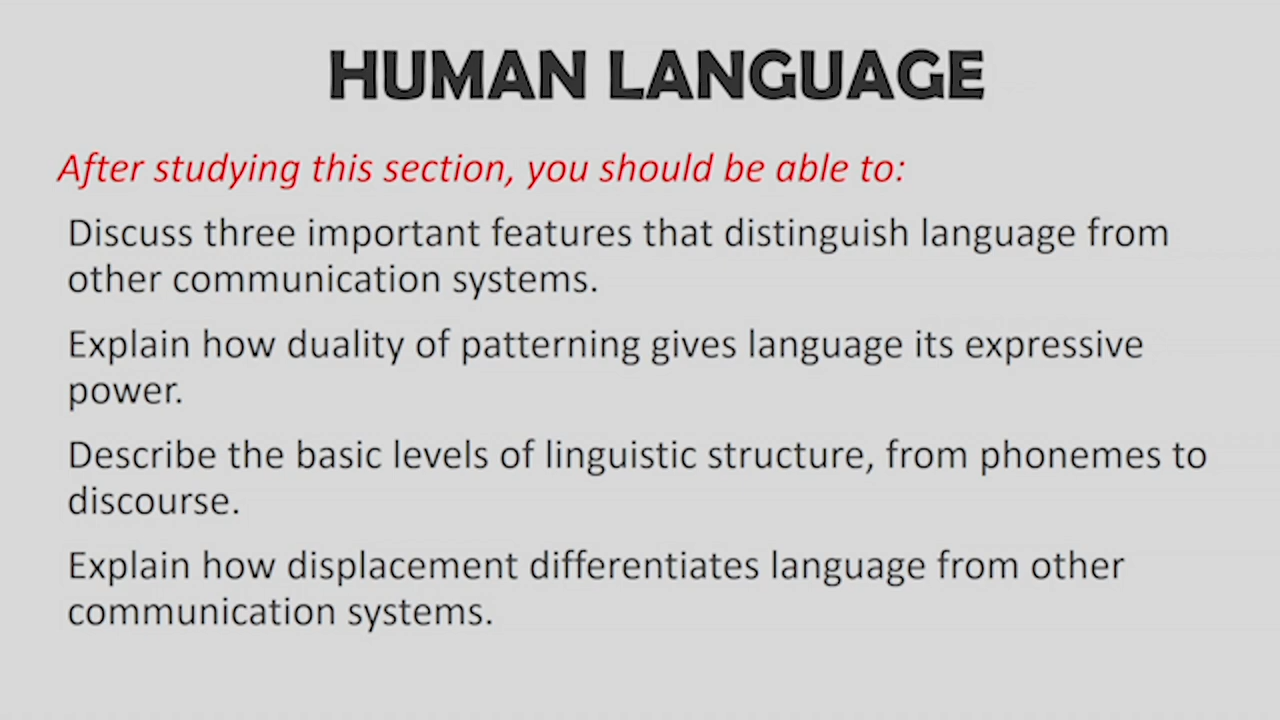 HUMAN LANGUAGE
After studying this section, you should be able to:
Discuss three important features that distinguish language from
other communication systems.
Explain how duality of patterning gives language its expressive
power.
Describe the basic levels of linguistic structure, from phonemes to
discourse.
Explain how displacement differentiates language from other
communication systems.